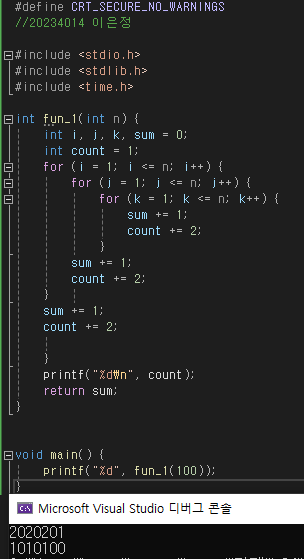 #define CRT_SECURE_NO_WARNINGS
//20234014 이은정
#include <stdio.h>
#include <stdlib.h>
#include <time.h>
int fun_1(int n) {
int i, j, k, sum = 0;
int count = 1;
for (i = 1; i <= n; i++) {
for (j = 1; j <= n; j++) {
for (k = 1; k <= n; k++) {
sum += 1;
count += 2;
}
sum += 1;
count += 2;
}
sum += 1;
count += 2;
}
printf("%d₩n", count);
return sum;
}
void main() {
printf("%d", fun_1(100));
}
Microsoft Visual Studio 디버그 콘솔
2020201
1010100